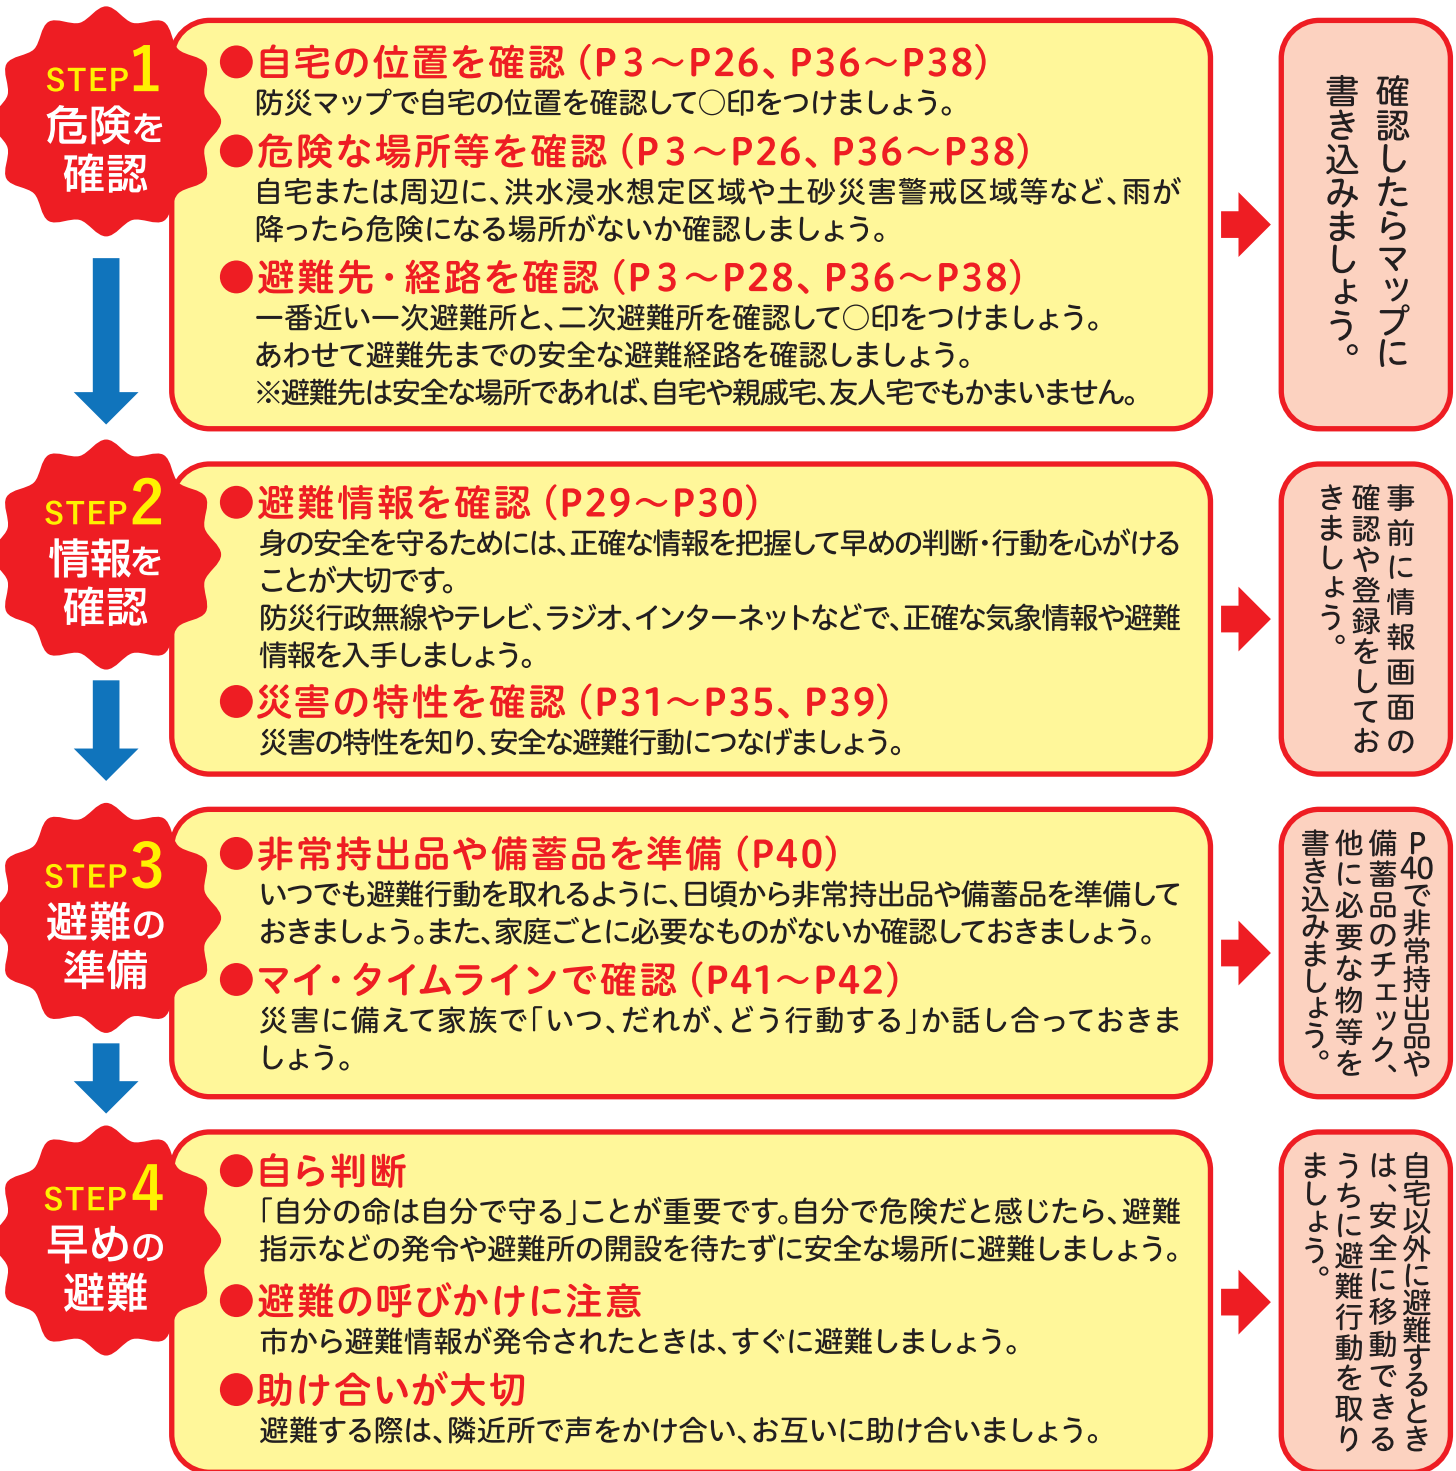 STEP1
危険を
確認
●自宅の位置を確認（P３～P26、P36～P38）
防災マップで自宅の位置を確認して○印をつけましょう。
●危険な場所等を確認（P３～P26、P36～P38）
自宅または周辺に、洪水浸水想定区域や土砂災害警戒区域等など、雨が
降ったら危険になる場所がないか確認しましょう。
●避難先・経路を確認（P３～P28、P36～P38）
一番近い一次避難所と、二次避難所を確認して○印をつけましょう。
あわせて避難先までの安全な避難経路を確認しましょう。
※避難先は安全な場所であれば、自宅や親戚宅、友人宅でもかまいません。
確認したらマップに
書き込みましょう。
STEP2
情報を
確認
●避難情報を確認（P29～P30）
身の安全を守るためには、正確な情報を把握して早めの判断・行動を心がける
ことが大切です。
防災行政無線やテレビ、ラジオ、インターネットなどで、正確な気象情報や避難
情報を入手しましょう。
●災害の特性を確認（P31～P35、P39）
災害の特性を知り、安全な避難行動につなげましょう。
事前に情報画面の
確認や登録をしてお
きましょう。
STEP3
避難の
準備
●非常持出品や備蓄品を準備（P40）
いつでも避難行動を取れるように、日頃から非常持出品や備蓄品を準備して
おきましょう。また、家庭ごとに必要なものがないか確認しておきましょう。
●マイ・タイムラインで確認（P41～P42）
災害に備えて家族で「いつ、だれが、どう行動する」か話し合っておきま
しょう。
P40で非常持出品や
備蓄品のチェック、
他に必要な物等を
書き込みましょう。
STEP4
早めの
避難
●自ら判断
「自分の命は自分で守る」ことが重要です。自分で危険だと感じたら、避難
指示などの発令や避難所の開設を待たずに安全な場所に避難しましょう。
●避難の呼びかけに注意
市から避難情報が発令されたときは、すぐに避難しましょう。
●助け合いが大切
避難する際は、隣近所で声をかけ合い、お互いに助け合いましょう。
自宅以外に避難するとき
は、安全に移動できる
うちに避難行動を取り
ましょう。